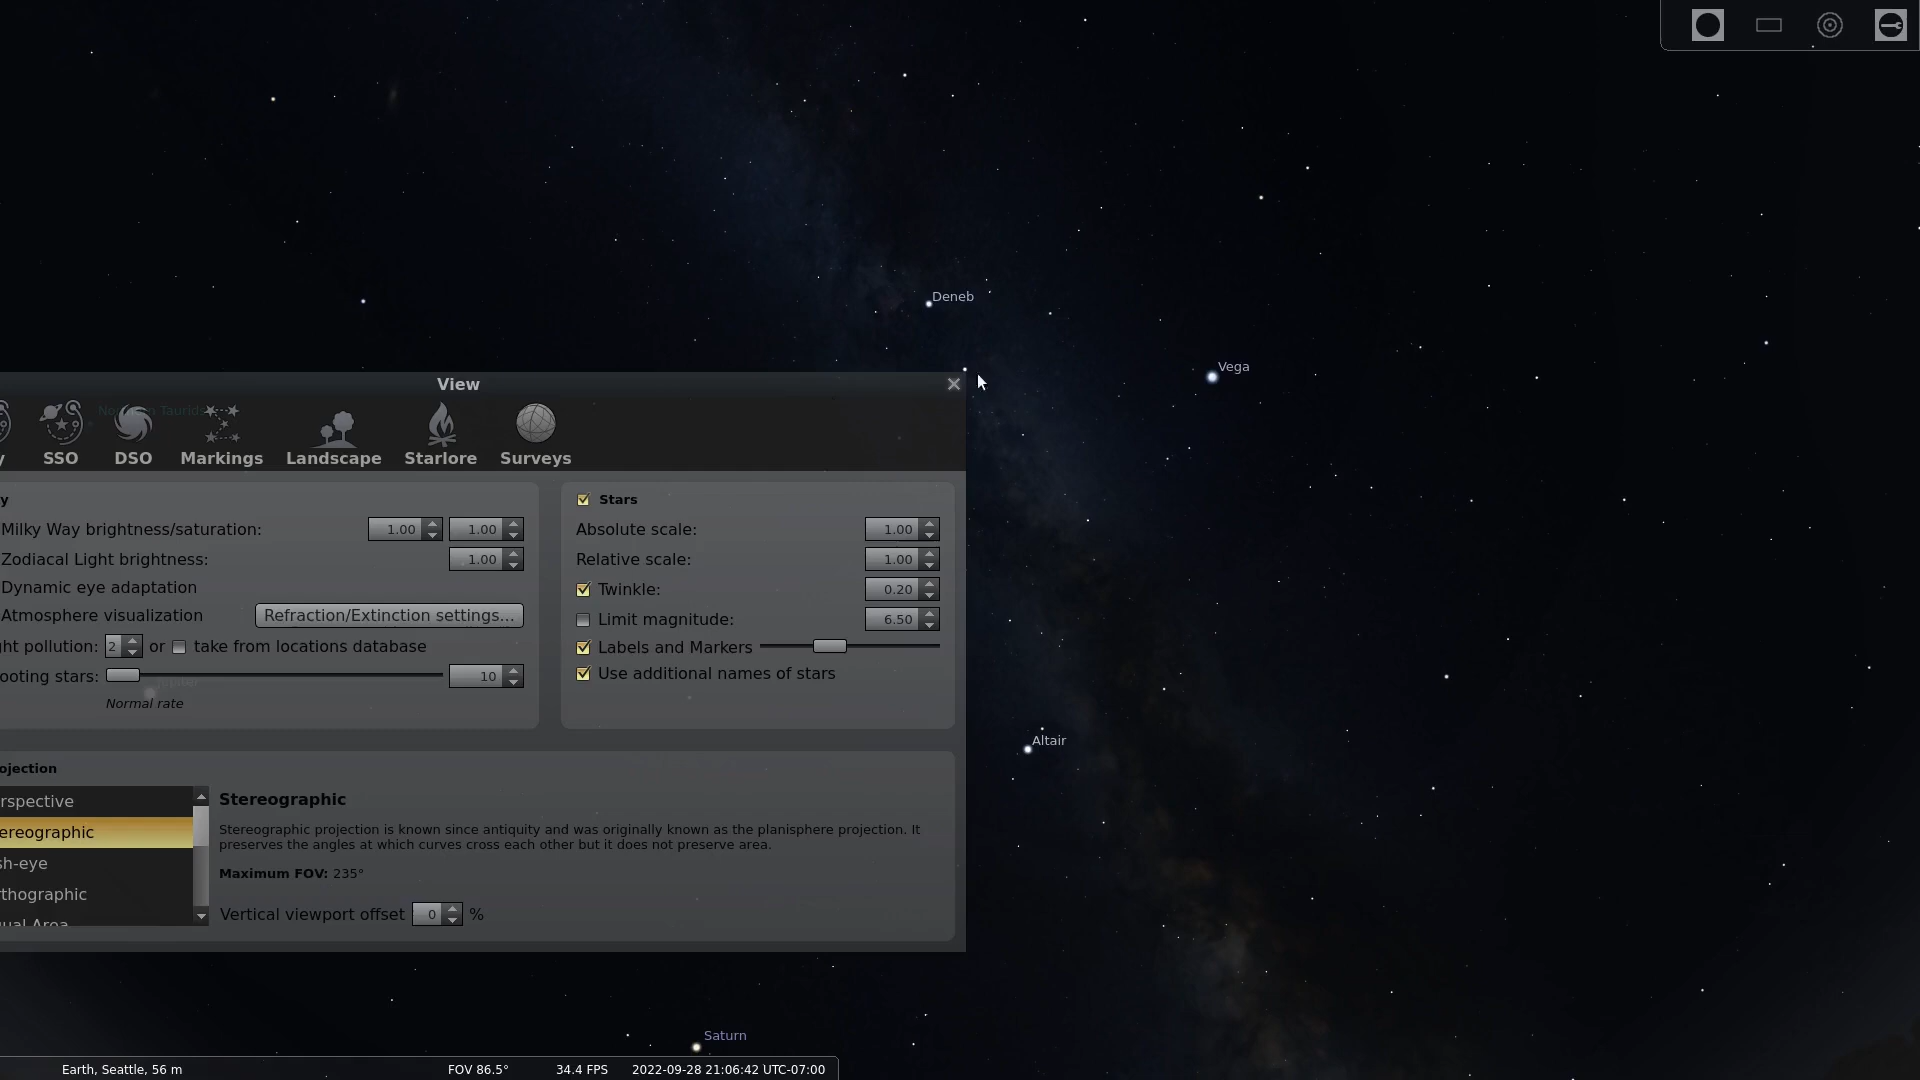 Deneb
Vega
View
Northern Taurids
y SSO DSO Markings Landscape Starlore Surveys
y
Milky Way brightness/saturation: 1.00 1.00
Zodiacal Light brightness: 1.00
Dynamic eye adaptation
Atmosphere visualization Refraction/Extinction settings...
ght pollution: 2 or take from locations database
ooting stars: 10
Jupiter
Normal rate
Stars
Absolute scale: 1.00
Relative scale: 1.00
Twinkle: 0.20
Limit magnitude: 6.50
Labels and Markers
Use additional names of stars
Altair
ojection
rspective
ereographic
sh-eye
thographic
ual Area
Stereographic
Stereographic projection is known since antiquity and was originally known as the planisphere projection. It
preserves the angles at which curves cross each other but it does not preserve area.
Maximum FOV: 235°
Vertical viewport offset 0 %
Saturn
Earth, Seattle, 56 m FOV 86.5° 34.4 FPS 2022-09-28 21:06:42 UTC-07:00